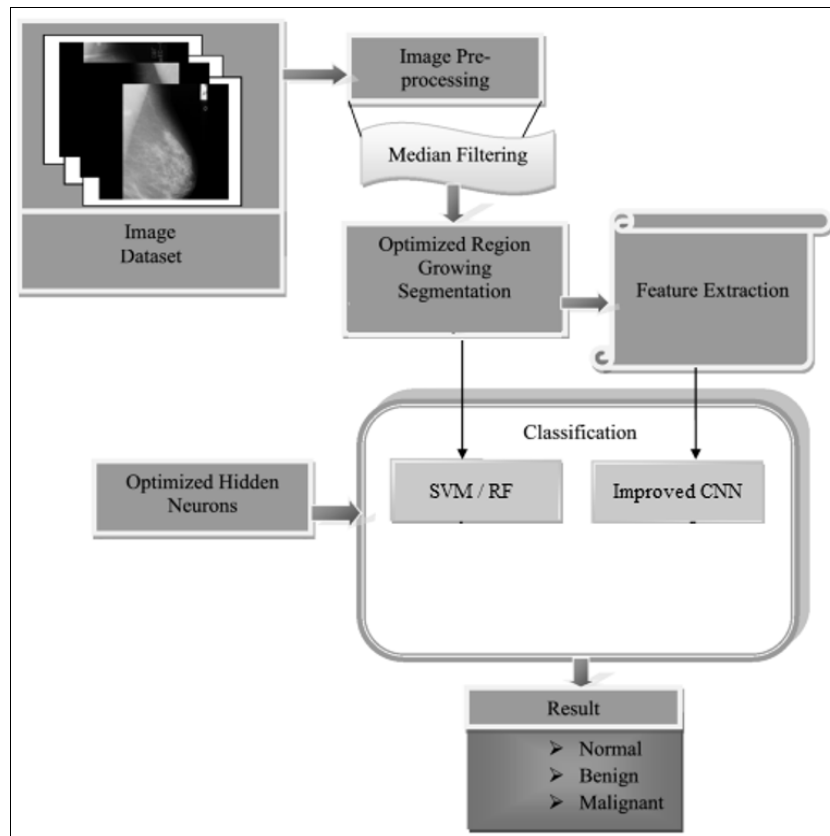 Image Pre-
processing
Median Filtering
Image
Dataset
Optimized Region
Growing
Segmentation
Feature Extraction
Classification
Optimized Hidden
Neurons
SVM / RF
Improved CNN
Result
➢ Normal
➢ Benign
➢ Malignant